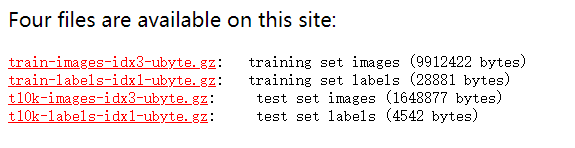 Four files are available on this site:
train-images-idx3-ubyte.gz: training set images (9912422 bytes)
train-labels-idx1-ubyte.gz: training set labels (28881 bytes)
t10k-images-idx3-ubyte.gz: test set images (1648877 bytes)
t10k-labels-idx1-ubyte.gz: test set labels (4542 bytes)